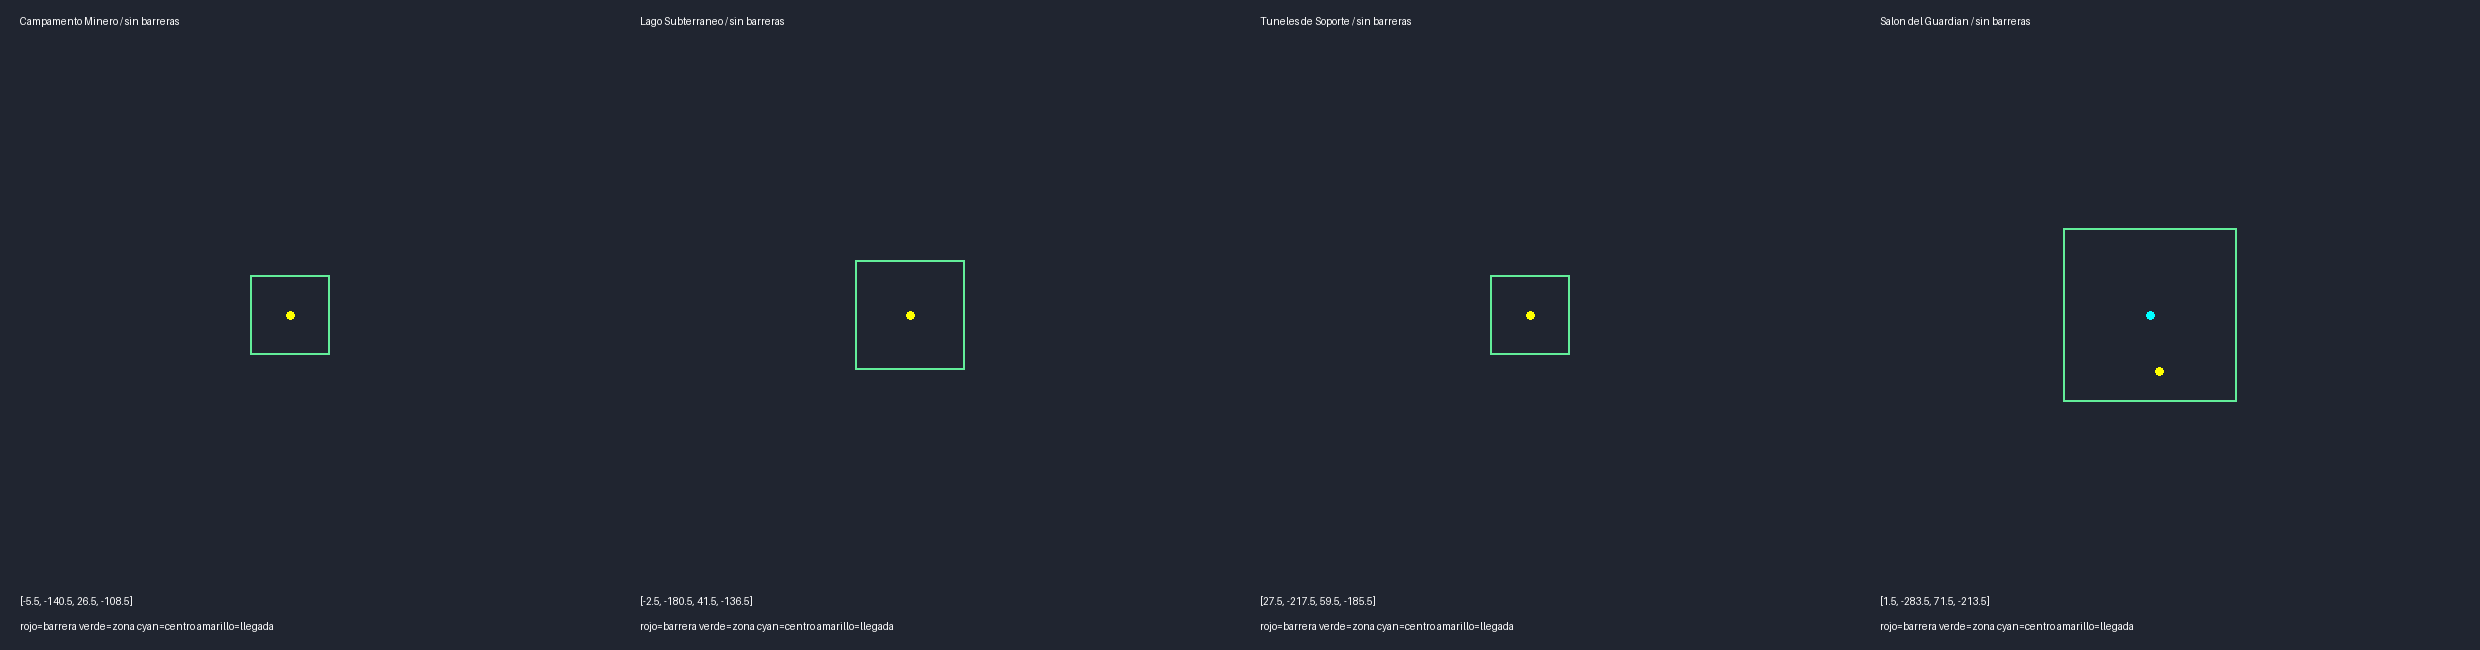 Campamento Minero / sin barreras
Lago Subterraneo / sin barreras
Tuneles de Soporte / sin barreras
Salon del Guardian / sin barreras
[-5.5, -140.5, 26.5, -108.5]
[-2.5, -180.5, 41.5, -136.5]
[27.5, -217.5, 59.5, -185.5]
[1.5, -283.5, 71.5, -213.5]
rojo=barrera verde=zona cyan=centro amarillo=llegada
rojo=barrera verde=zona cyan=centro amarillo=llegada
rojo=barrera verde=zona cyan=centro amarillo=llegada
rojo=barrera verde=zona cyan=centro amarillo=llegada